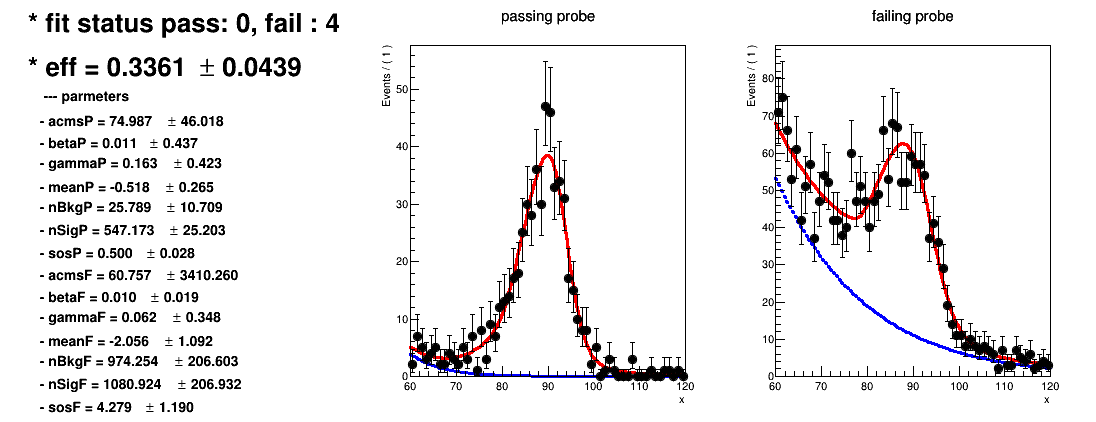 * fit status pass: 0, fail : 4
* eff = 0.3361 ± 0.0439
--- parmeters
- acmsP = 74.987 ± 46.018
- betaP = 0.011 ± 0.437
- gammaP = 0.163 ± 0.423
- meanP = -0.518 ± 0.265
- nBkgP = 25.789 ± 10.709
- nSigP = 547.173 ± 25.203
- sosP = 0.500 ± 0.028
- acmsF = 60.757 ± 3410.260
- betaF = 0.010 ± 0.019
- gammaF = 0.062 ± 0.348
- meanF = -2.056 ± 1.092
- nBkgF = 974.254 ± 206.603
- nSigF = 1080.924 ± 206.932
- sosF = 4.279 ± 1.190
passing probe
Events / ( 1 )
50
40
30
20
10
0
60 70 80 90 100 110 120
x
failing probe
Events / ( 1 )
80
70
60
50
40
30
20
10
0
60 70 80 90 100 110 120
x